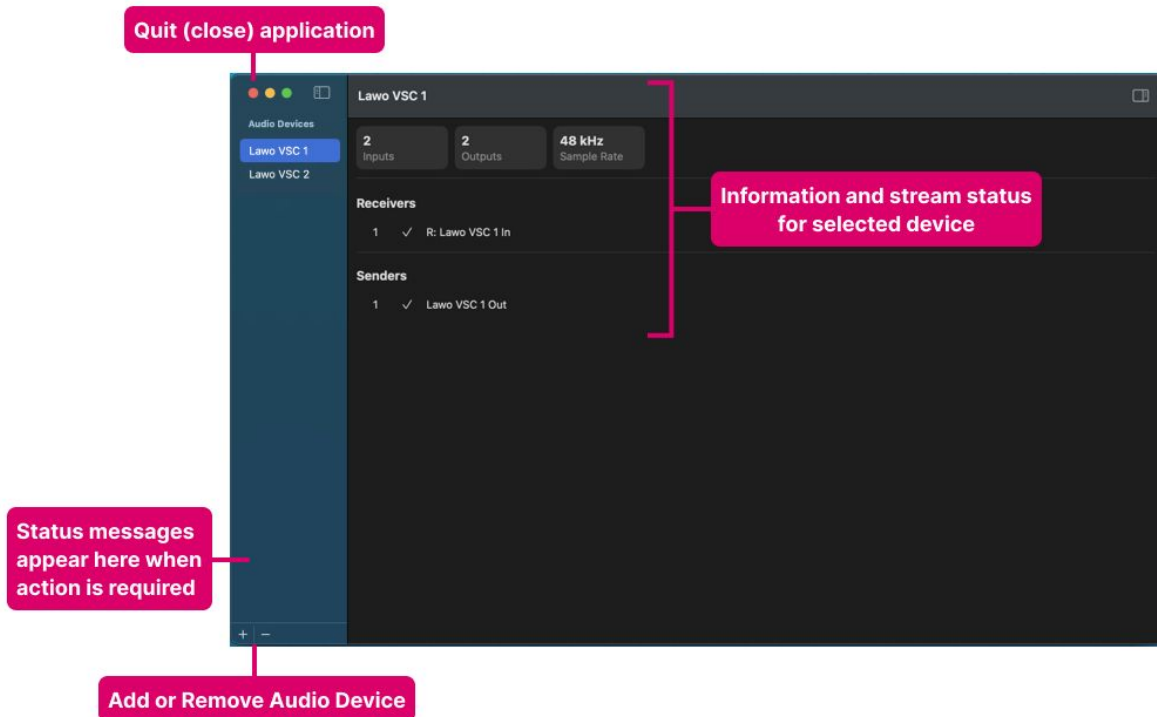 Quit (close) application
Lawo VSC 1
Audio Devices
Lawo VSC 1
Lawo VSC 2
2
Inputs
2
Outputs
48 kHz
Sample Rate
Information and stream status
for selected device
Receivers
1 ✓ R: Lawo VSC 1 In
Senders
1 ✓ Lawo VSC 1 Out
Status messages
appear here when
action is required
+ −
Add or Remove Audio Device